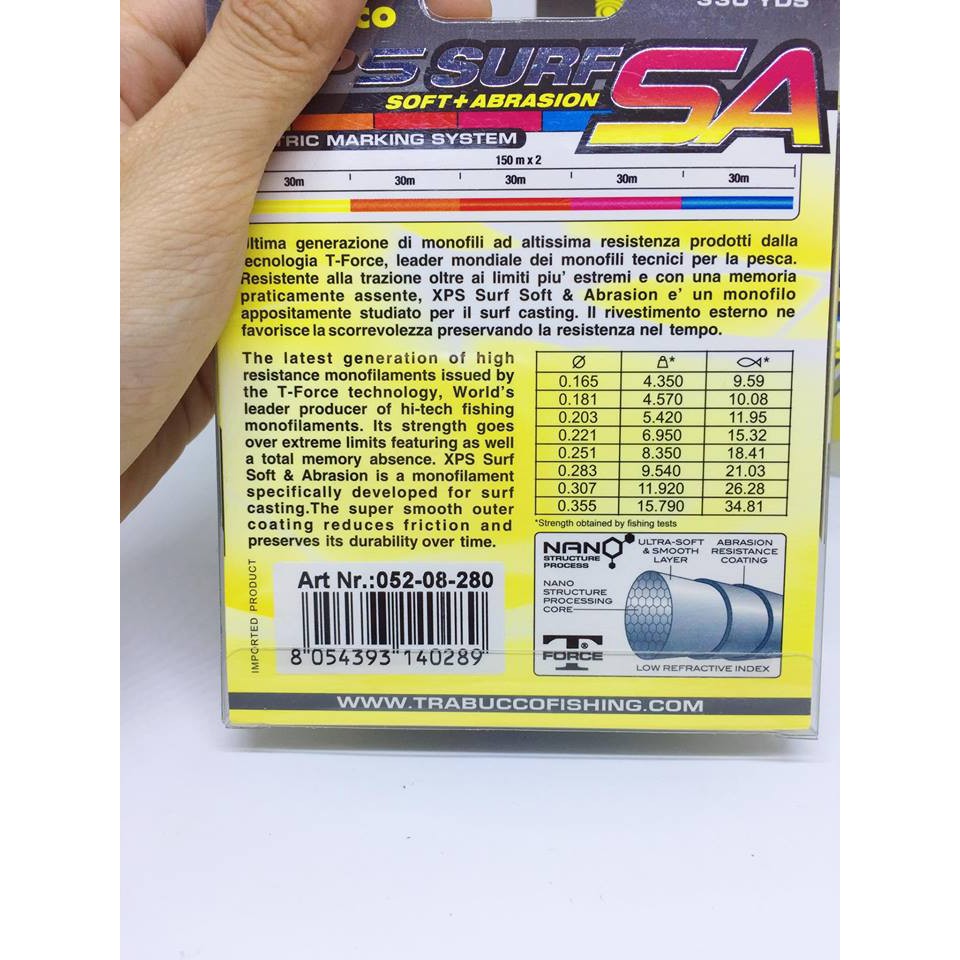 co
330 YDS
PS SURF SA
SOFT+ABRASION
TRIC MARKING SYSTEM
150 m x 2
30m 30m 30m 30m 30m
ltima generazione di monofili ad altissima resistenza prodotti dalla
ecnologia T-Force, leader mondiale dei monofili tecnici per la pesca.
Resistente alla trazione oltre ai limiti piu' estremi e con una memoria
praticamente assente, XPS Surf Soft & Abrasion e' un monofilo
appositamente studiato per il surf casting. Il rivestimento esterno ne
favorisce la scorrevolezza preservando la resistenza nel tempo.
The latest generation of high
resistance monofilaments issued by
the T-Force technology, World's
leader producer of hi-tech fishing
monofilaments. Its strength goes
over extreme limits featuring as well
a total memory absence. XPS Surf
Soft & Abrasion is a monofilament
specifically developed for surf
casting.The super smooth outer
coating reduces friction and
preserves its durability over time.
Ø * *
0.165 4.350 9.59
0.181 4.570 10.08
0.203 5.420 11.95
0.221 6.950 15.32
0.251 8.350 18.41
0.283 9.540 21.03
0.307 11.920 26.28
0.355 15.790 34.81
*Strength obtained by fishing tests
NANO
STRUCTURE
PROCESS
ULTRA-SOFT
& SMOOTH
LAYER
ABRASION
RESISTANCE
COATING
NANO
STRUCTURE
PROCESSING
CORE
T®
FORCE
LOW REFRACTIVE INDEX
IMPORTED PRODUCT
Art Nr.:052-08-280
8 054393 140289
WWW.TRABUCCOFISHING.COM